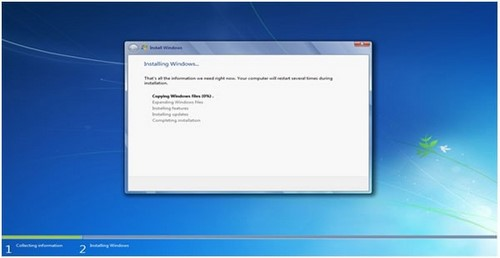 Install Windows
Installing Windows...
That's all the information we need right now. Your computer will restart several times during
installation.
Copying Windows files (0%) .
Expanding Windows files
Installing features
Installing updates
Completing installation
1 Collecting information
2 Installing Windows